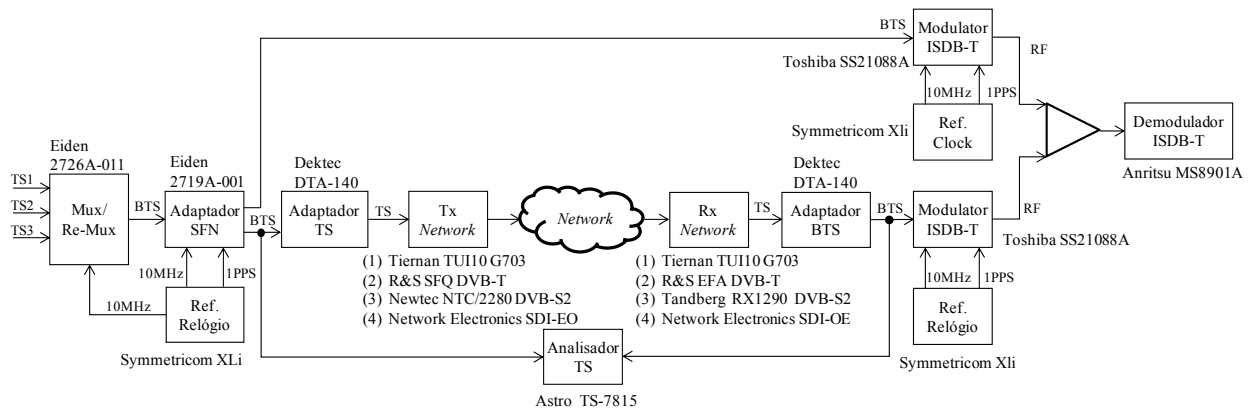 BTS
Modulator
ISDB-T
RF
Toshiba SS21088A
10MHz
1PPS
Symmetricom Xli
Ref.
Clock
Demodulador
ISDB-T
Anritsu MS8901A
Eiden
2726A-011
Eiden
2719A-001
Dektec
DTA-140
Dektec
DTA-140
TS1
TS2
TS3
Mux/
Re-Mux
BTS
Adaptador
SFN
BTS
Adaptador
TS
TS
Tx
Network
Network
Rx
Network
TS
Adaptador
BTS
BTS
Modulator
ISDB-T
RF
Toshiba SS21088A
10MHz
1PPS
10MHz
Ref.
Relógio
Symmetricom XLi
(1) Tiernan TUI10 G703
(2) R&S SFQ DVB-T
(3) Newtec NTC/2280 DVB-S2
(4) Network Electronics SDI-EO
(1) Tiernan TUI10 G703
(2) R&S EFA DVB-T
(3) Tandberg RX1290 DVB-S2
(4) Network Electronics SDI-OE
10MHz
1PPS
Ref.
Relógio
Symmetricom Xli
Analisador
TS
Astro TS-7815